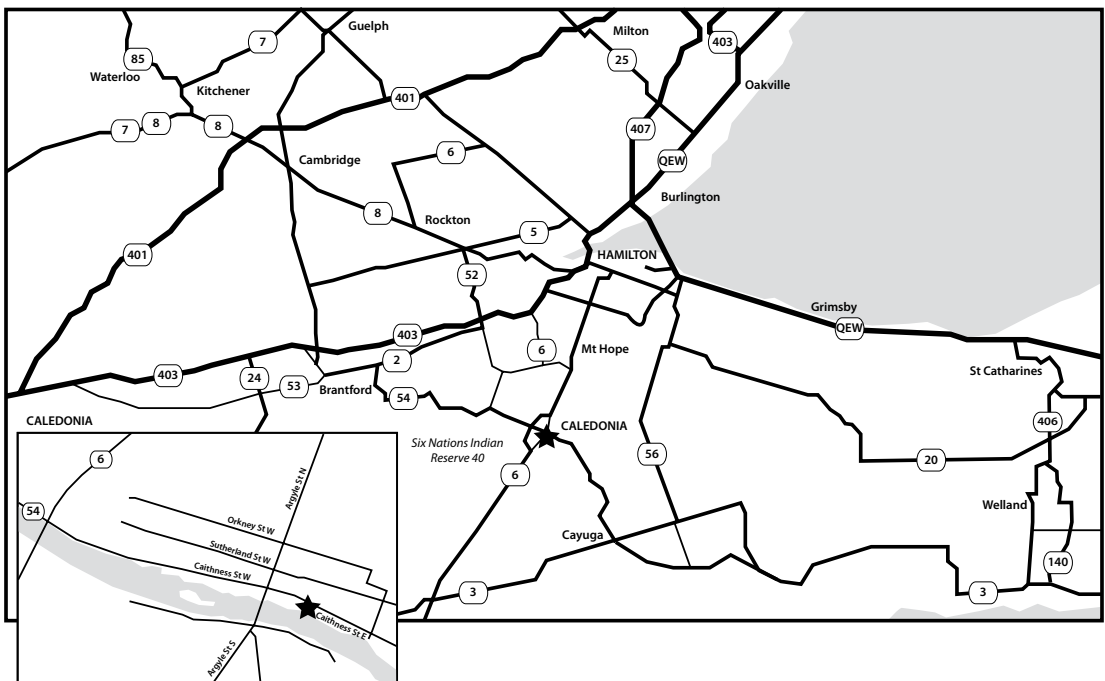 Guelph
Milton
403
7
85
25
Waterloo
Oakville
Kitchener
401
8
8
7
407
6
QEW
Cambridge
Burlington
8
Rockton
5
HAMILTON
401
52
Grimsby
QEW
403
Mt Hope
6
2
403
24
53
St Catharines
Brantford
54
406
CALEDONIA
CALEDONIA
Six Nations Indian
Reserve 40
56
20
6
6
Argyle St N
54
Welland
Orkney St W
Cayuga
Sutherland St W
140
Caithness St W
3
3
Caithness St E
Argyle St S